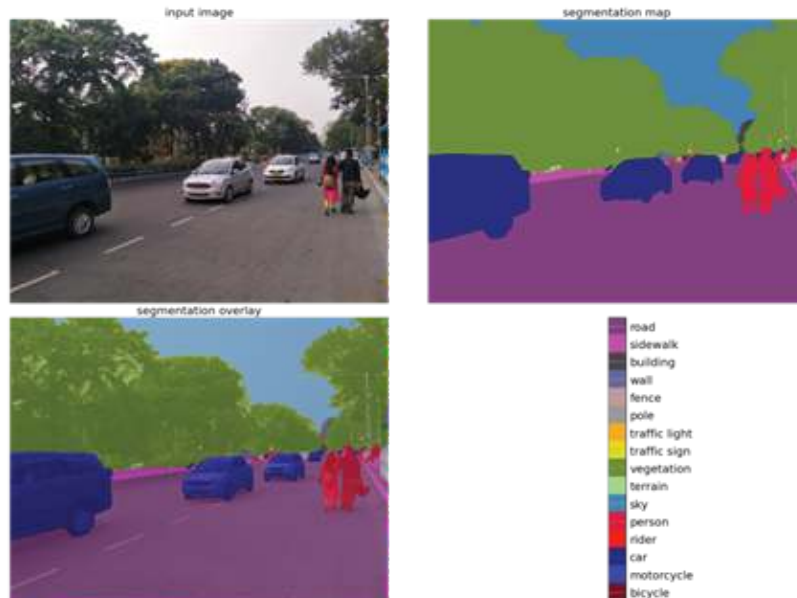 input image
segmentation map
segmentation overlay
road
sidewalk
building
wall
fence
pole
traffic light
traffic sign
vegetation
terrain
sky
person
rider
car
motorcycle
bicycle